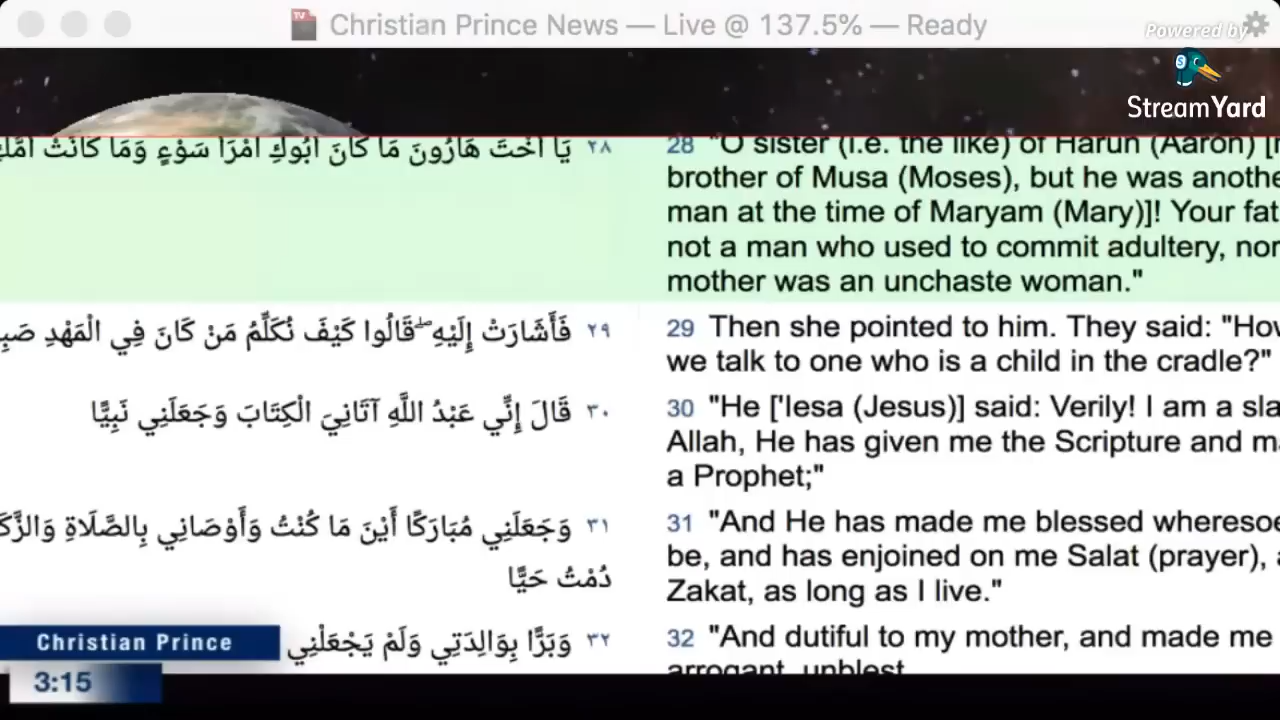 Christian Prince News — Live @ 137.5% — Ready
Powered by
StreamYard
٢٨ يَا أُخْتَ هَارُونَ مَا كَانَ أَبُوكِ امْرَأَ سَوْءٍ وَمَا كَانَتْ
٢٩ فَأَشَارَتْ إِلَيْهِ ۖ قَالُوا كَيْفَ نُكَلِّمُ مَنْ كَانَ فِي الْمَهْدِ
٣٠ قَالَ إِنِّي عَبْدُ اللَّهِ آتَانِيَ الْكِتَابَ وَجَعَلَنِي نَبِيًّا
٣١ وَجَعَلَنِي مُبَارَكًا أَيْنَ مَا كُنْتُ وَأَوْصَانِي بِالصَّلَاةِ
دُمْتُ حَيًّا
٣٢ وَبَرًّا بِوَالِدَتِي وَلَمْ يَجْعَلْنِي
28 "O sister (i.e. the like) of Harun (Aaron)
brother of Musa (Moses), but he was
man at the time of Maryam (Mary)]! Your
not a man who used to commit adultery,
mother was an unchaste woman."
29 Then she pointed to him. They said:
we talk to one who is a child in the cradle?"
30 "He ['Iesa (Jesus)] said: Verily! I am a
Allah, He has given me the Scripture and
a Prophet;"
31 "And He has made me blessed
be, and has enjoined on me Salat (prayer),
Zakat, as long as I live."
32 "And dutiful to my mother, and made me
arrogant, unblest
Christian Prince
3:15